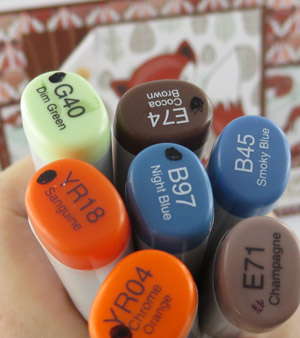 G40
Dim Green
E74
Cocoa
Brown
B45
Smoky Blue
B97
Night Blue
YR18
Sanguine
E71
Champagne
YR04
Chrome
Orange